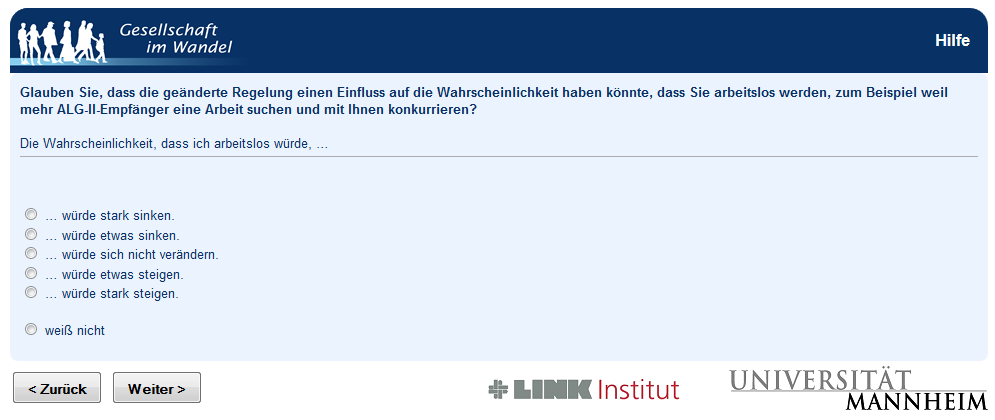 Gesellschaft
im Wandel
Hilfe
Glauben Sie, dass die geänderte Regelung einen Einfluss auf die Wahrscheinlichkeit haben könnte, dass Sie arbeitslos werden, zum Beispiel weil
mehr ALG-II-Empfänger eine Arbeit suchen und mit Ihnen konkurrieren?
Die Wahrscheinlichkeit, dass ich arbeitslos würde, ...
... würde stark sinken.
... würde etwas sinken.
... würde sich nicht verändern.
... würde etwas steigen.
... würde stark steigen.
weiß nicht
< Zurück Weiter >
LINK Institut
UNIVERSITÄT
MANNHEIM